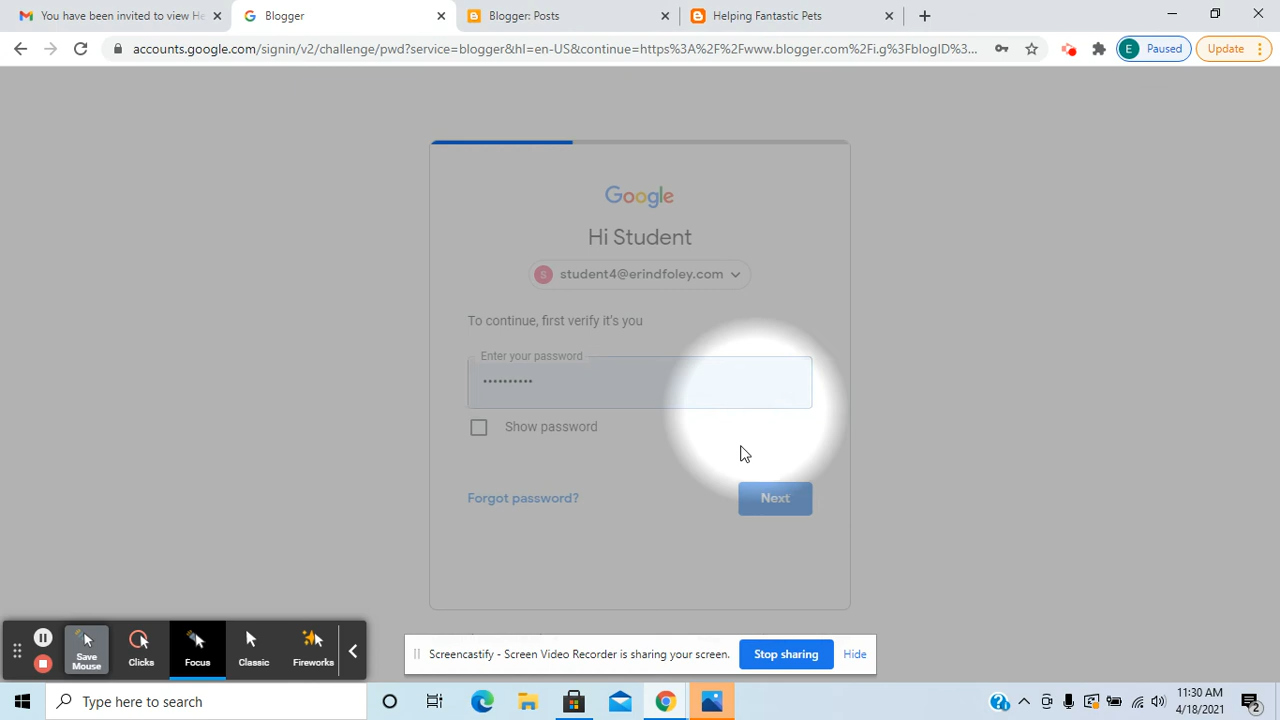 You have been invited to view He
Blogger
Blogger: Posts
Helping Fantastic Pets
accounts.google.com/signin/v2/challenge/pwd?service=blogger&hl=en-US&continue=https%3A%2F%2Fwww.blogger.com%2Fi.g%3FblogID%3...
E
Paused
Update
Google
Hi Student
S
student4@erindfoley.com
To continue, first verify it's you
Enter your password
••••••••••
Show password
Forgot password?
Next
Save Mouse
Clicks
Focus
Classic
Fireworks
Screencastify - Screen Video Recorder is sharing your screen.
Stop sharing
Hide
Type here to search
11:30 AM
4/18/2021
2